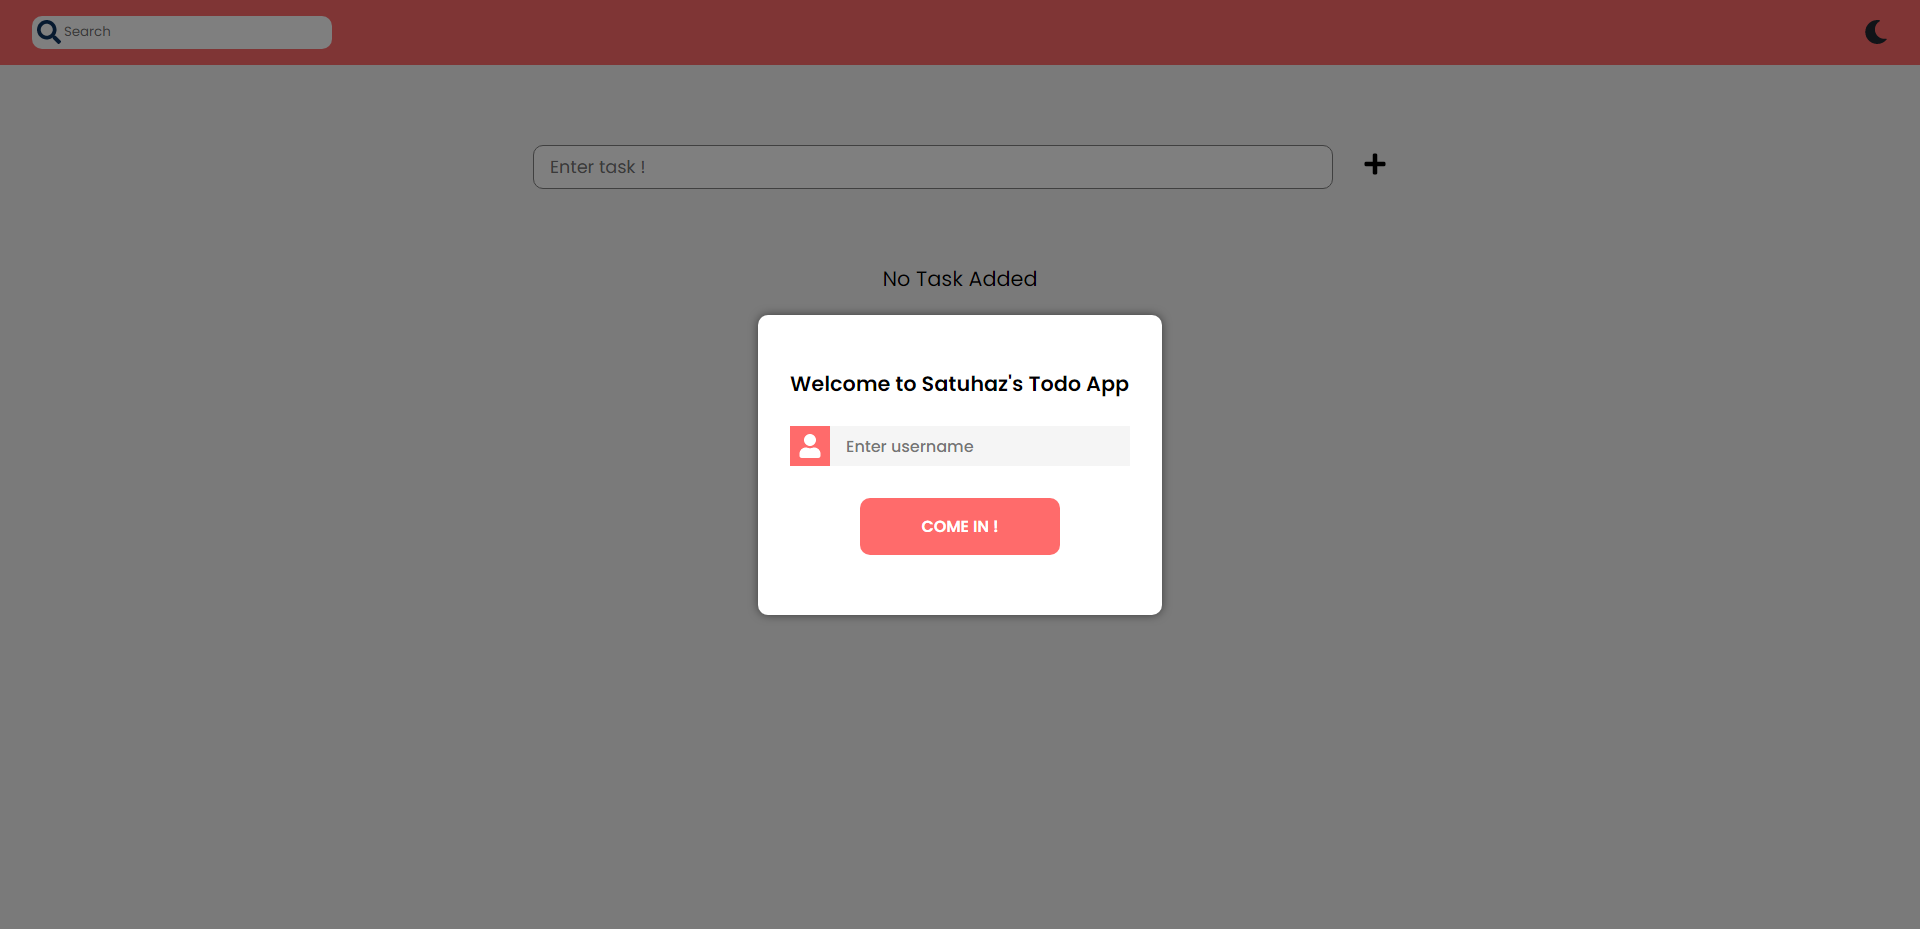 Search
Enter task !
No Task Added
Welcome to Satuhaz's Todo App
Enter username
COME IN !